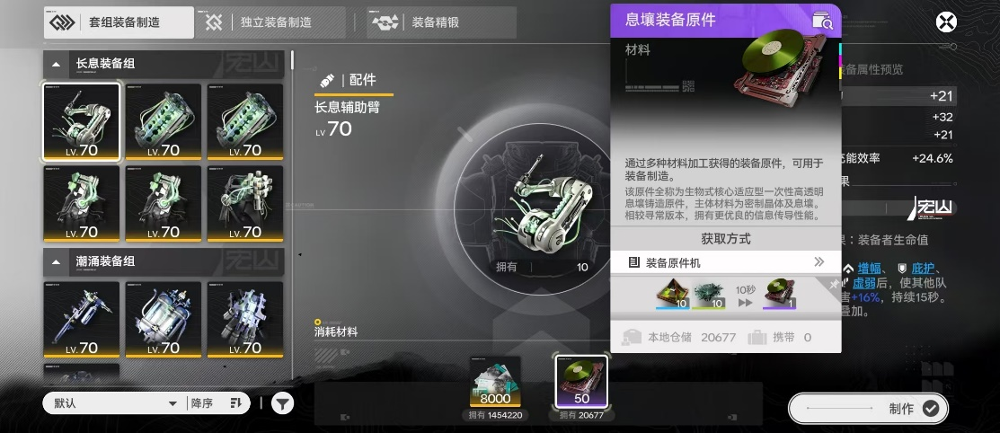 套组装备制造
独立装备制造
装备精锻
长息装备组
LV.70
LV.70
LV.70
LV.70
LV.70
LV.70
潮涌装备组
LV.70
LV.70
LV.70
默认
降序
配件
长息辅助臂
LV 70
拥有 10
消耗材料
8000
拥有 1454220
50
拥有 20677
息壤装备原件
材料
通过多种材料加工获得的装备原件，可用于
装备制造。
该原件全称为生物式核心适应型一次性高透明
息壤铸造原件，主体材料为密制晶体及息壤。
相较寻常版本，拥有更优良的信息传导性能。
获取方式
装备原件机
10
10
10秒
1
本地仓储 20677
携带 0
装备属性预览
+21
+32
+21
能效率 +24.6%
果
：装备者生命值
增幅、庇护、
虚弱后，使其他队
+16%，持续15秒。
叠加。
制作